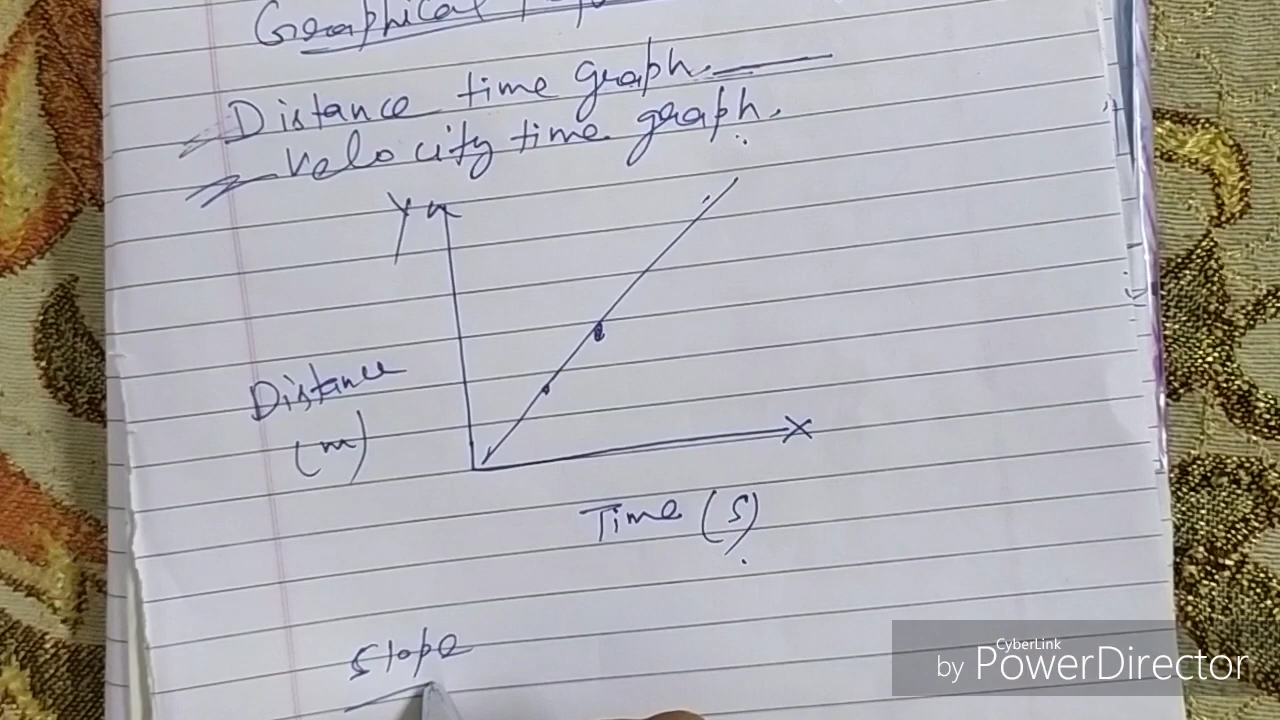 Graphical
Distance time graph.
Velocity time graph.
Y
Distance
(m)
X
Time (s)
Slope
CyberLink
by PowerDirector